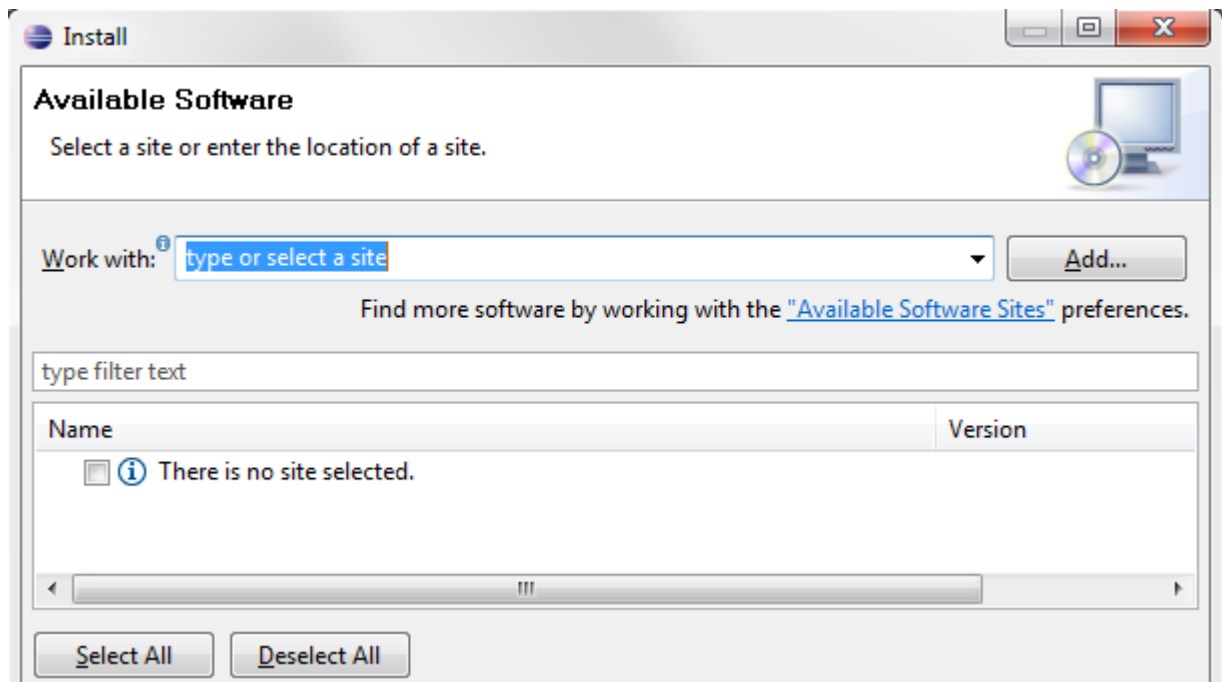 Install
Available Software
Select a site or enter the location of a site.
Work with: type or select a site Add...
Find more software by working with the "Available Software Sites" preferences.
type filter text
Name Version
There is no site selected.
Select All Deselect All